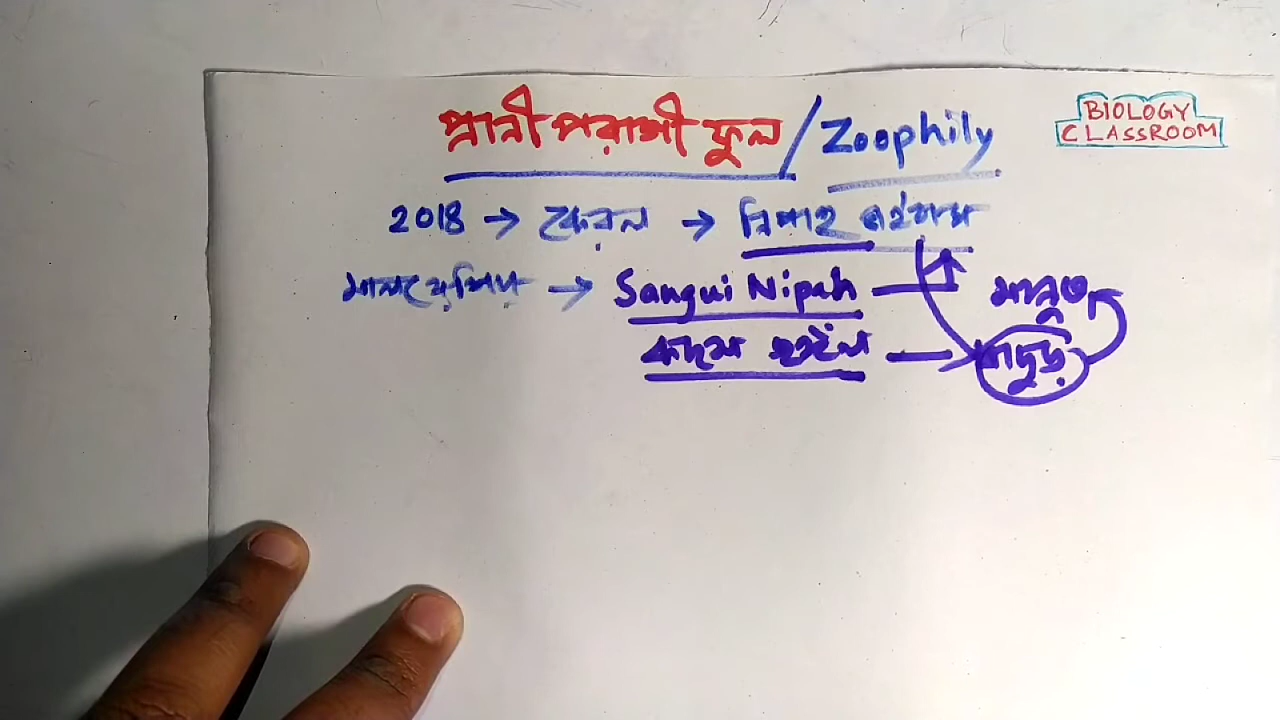 প্রানী পরাগী ফুল / Zoophily
BIOLOGY
CLASSROOM
2018 → কেরল → নিপাহ ভাইরাস
মালয়েশিয়া → Sangui Nipah →
মানুষ
বাদুড়